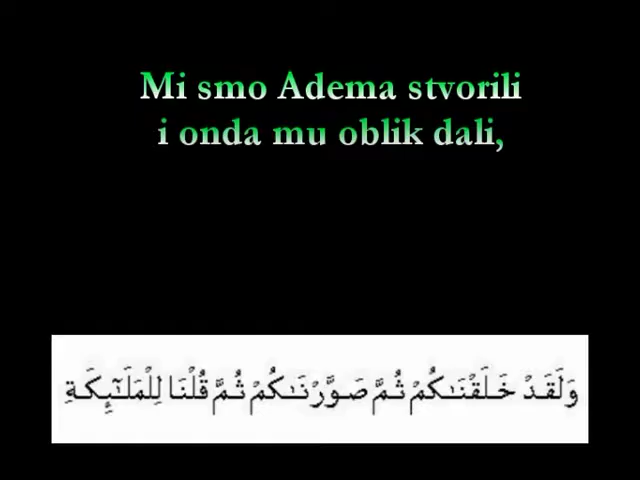 Mi smo Adema stvorili
i onda mu oblik dali,
وَلَقَدْ خَلَقْنَـٰكُمْ ثُمَّ صَوَّرْنَـٰكُمْ ثُمَّ قُلْنَا لِلْمَلَـٰٓئِكَةِ